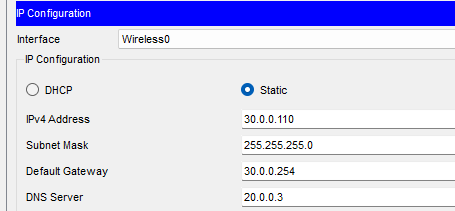 IP Configuration
Interface Wireless0
IP Configuration
DHCP Static
IPv4 Address 30.0.0.110
Subnet Mask 255.255.255.0
Default Gateway 30.0.0.254
DNS Server 20.0.0.3